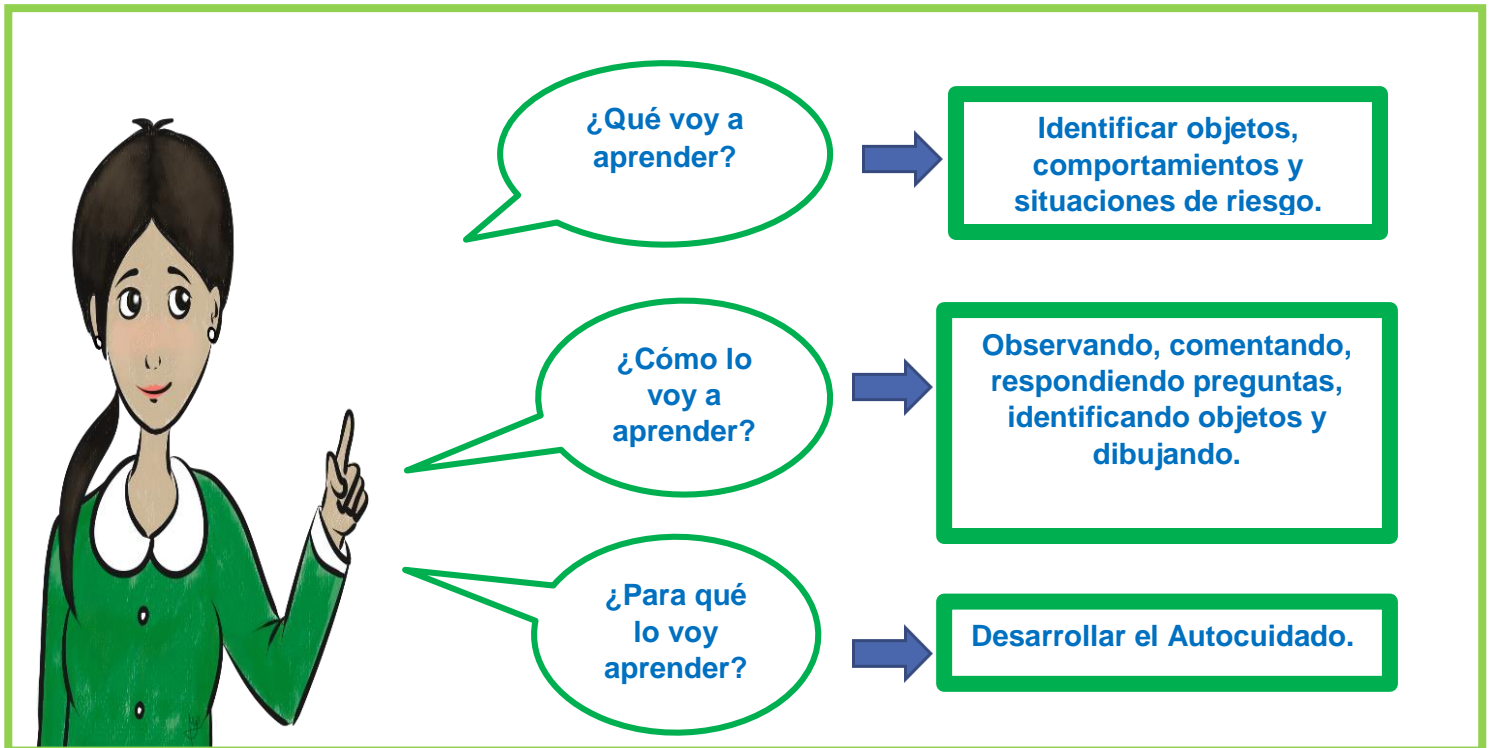 ¿Qué voy a
aprender?
Identificar objetos,
comportamientos y
situaciones de riesgo.
¿Cómo lo
voy a
aprender?
Observando, comentando,
respondiendo preguntas,
identificando objetos y
dibujando.
¿Para qué
lo voy
aprender?
Desarrollar el Autocuidado.